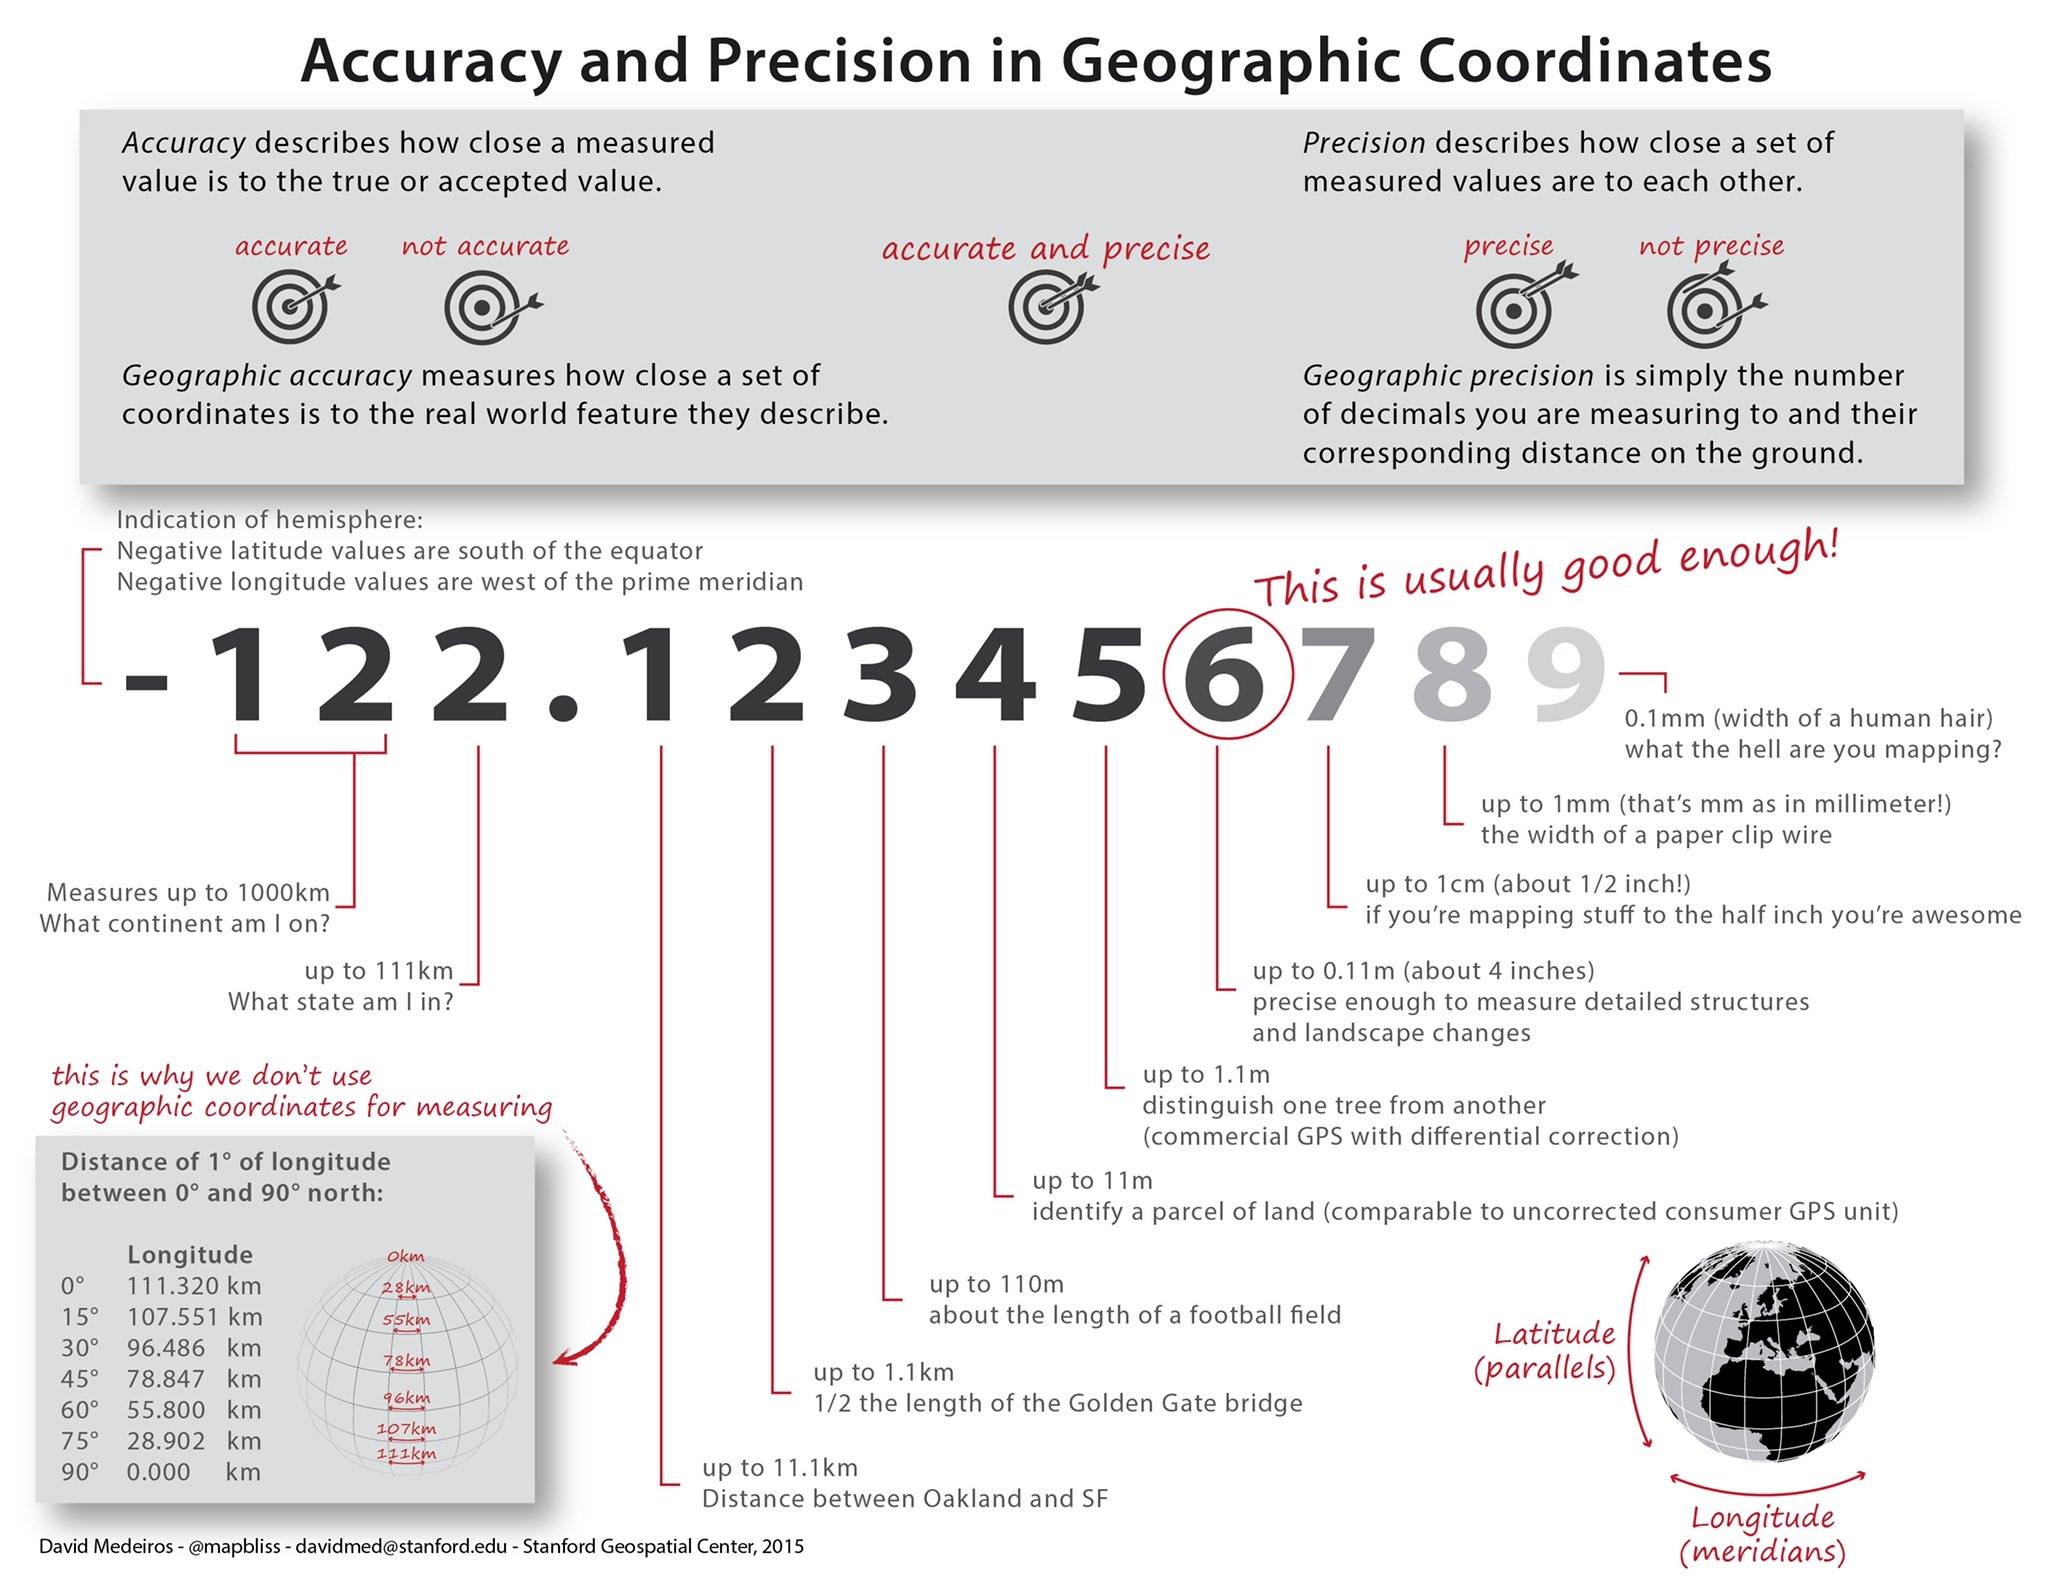 Accuracy and Precision in Geographic Coordinates
Accuracy describes how close a measured
value is to the true or accepted value.
accurate
not accurate
Geographic accuracy measures how close a set of
coordinates is to the real world feature they describe.
accurate and precise
Precision describes how close a set of
measured values are to each other.
precise
not precise
Geographic precision is simply the number
of decimals you are measuring to and their
corresponding distance on the ground.
Indication of hemisphere:
Negative latitude values are south of the equator
Negative longitude values are west of the prime meridian
This is usually good enough!
-122.123456789
0.1mm (width of a human hair)
what the hell are you mapping?
up to 1mm (that's mm as in millimeter!)
the width of a paper clip wire
up to 1cm (about 1/2 inch!)
if you're mapping stuff to the half inch you're awesome
Measures up to 1000km
What continent am I on?
up to 111km
What state am I in?
up to 0.11m (about 4 inches)
precise enough to measure detailed structures
and landscape changes
up to 1.1m
distinguish one tree from another
(commercial GPS with differential correction)
up to 11m
identify a parcel of land (comparable to uncorrected consumer GPS unit)
up to 110m
about the length of a football field
up to 1.1km
1/2 the length of the Golden Gate bridge
up to 11.1km
Distance between Oakland and SF
this is why we don't use
geographic coordinates for measuring
Distance of 1° of longitude
between 0° and 90° north:
Longitude
0° 111.320 km
15° 107.551 km
30° 96.486 km
45° 78.847 km
60° 55.800 km
75° 28.902 km
90° 0.000 km
0km
28km
55km
78km
96km
107km
111km
Latitude
(parallels)
Longitude
(meridians)
David Medeiros - @mapbliss - davidmed@stanford.edu - Stanford Geospatial Center, 2015